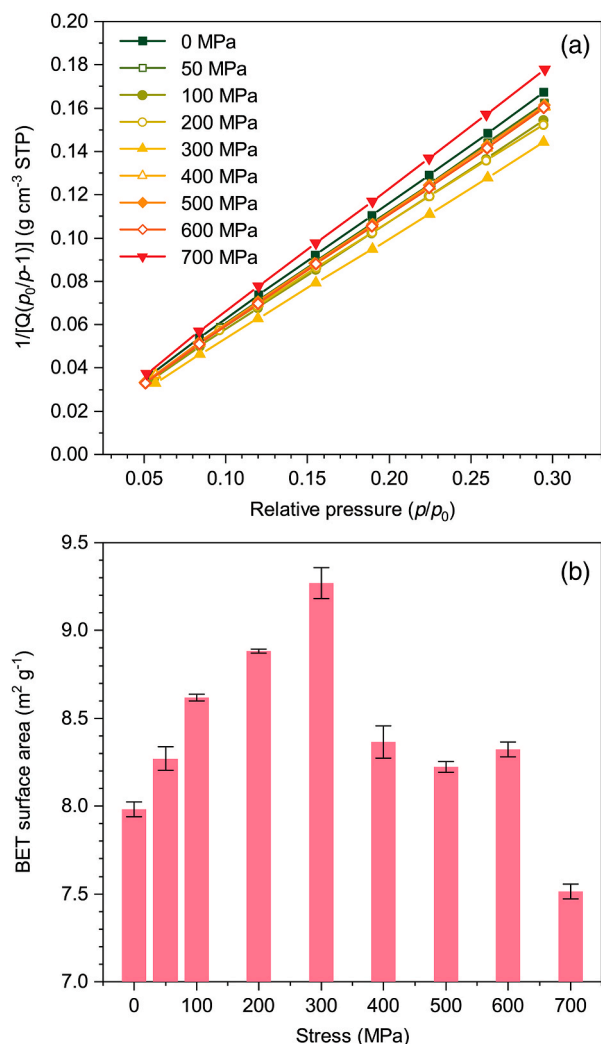 0.20
0.18
0.16
0.14
0.12
0.10
0.08
0.06
0.04
0.02
0.00
1/[Q(p₀/p-1)] (g cm⁻³ STP)
(a)
0 MPa
50 MPa
100 MPa
200 MPa
300 MPa
400 MPa
500 MPa
600 MPa
700 MPa
0.05 0.10 0.15 0.20 0.25 0.30
Relative pressure (p/p₀)
9.5
9.0
8.5
8.0
7.5
7.0
BET surface area (m² g⁻¹)
(b)
0 100 200 300 400 500 600 700
Stress (MPa)